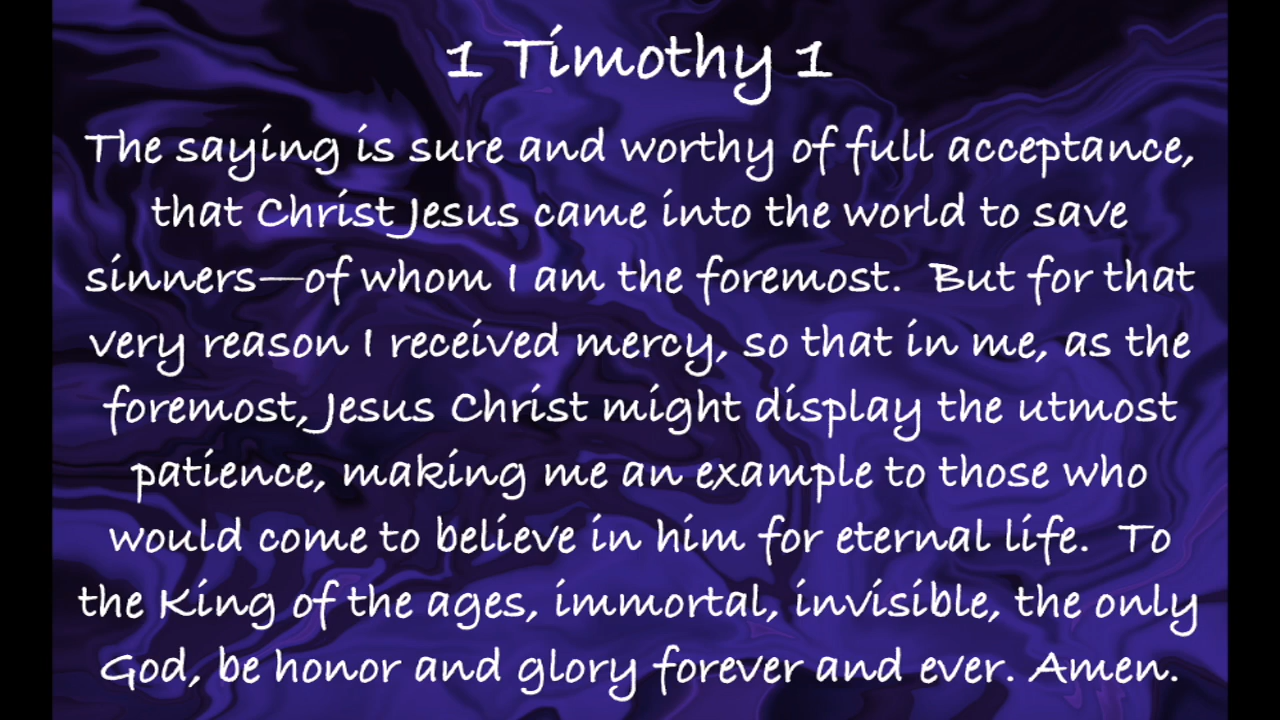 1 Timothy 1
The saying is sure and worthy of full acceptance,
that Christ Jesus came into the world to save
sinners—of whom I am the foremost.  But for that
very reason I received mercy, so that in me, as the
foremost, Jesus Christ might display the utmost
patience, making me an example to those who
would come to believe in him for eternal life.  To
the King of the ages, immortal, invisible, the only
God, be honor and glory forever and ever. Amen.